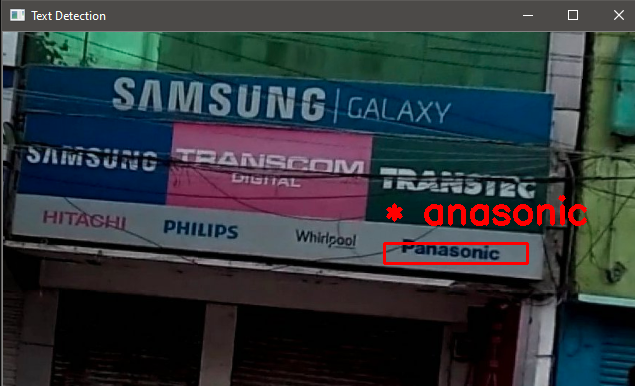 Text Detection
SAMSUNG | GALAXY
SAMSUNG TRANSCOM DIGITAL TRANSTEC
* anasonic
HITACHI PHILIPS Whirlpool Panasonic